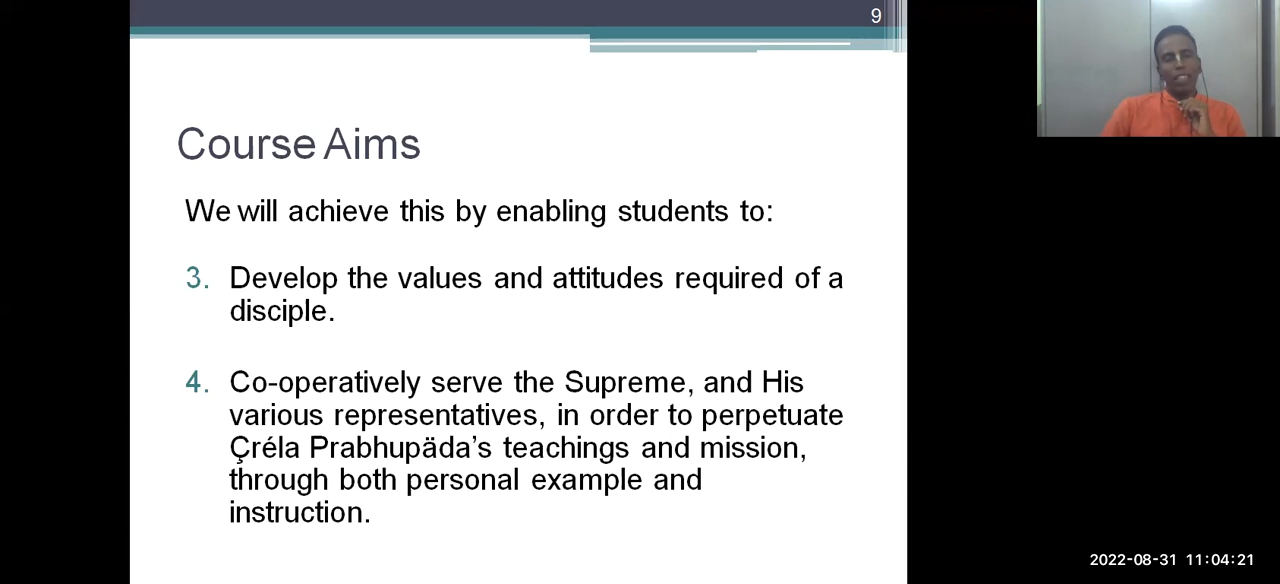 9
Course Aims
We will achieve this by enabling students to:
3. Develop the values and attitudes required of a
disciple.
4. Co-operatively serve the Supreme, and His
various representatives, in order to perpetuate
Çréla Prabhupäda’s teachings and mission,
through both personal example and
instruction.
2022-08-31 11:04:21